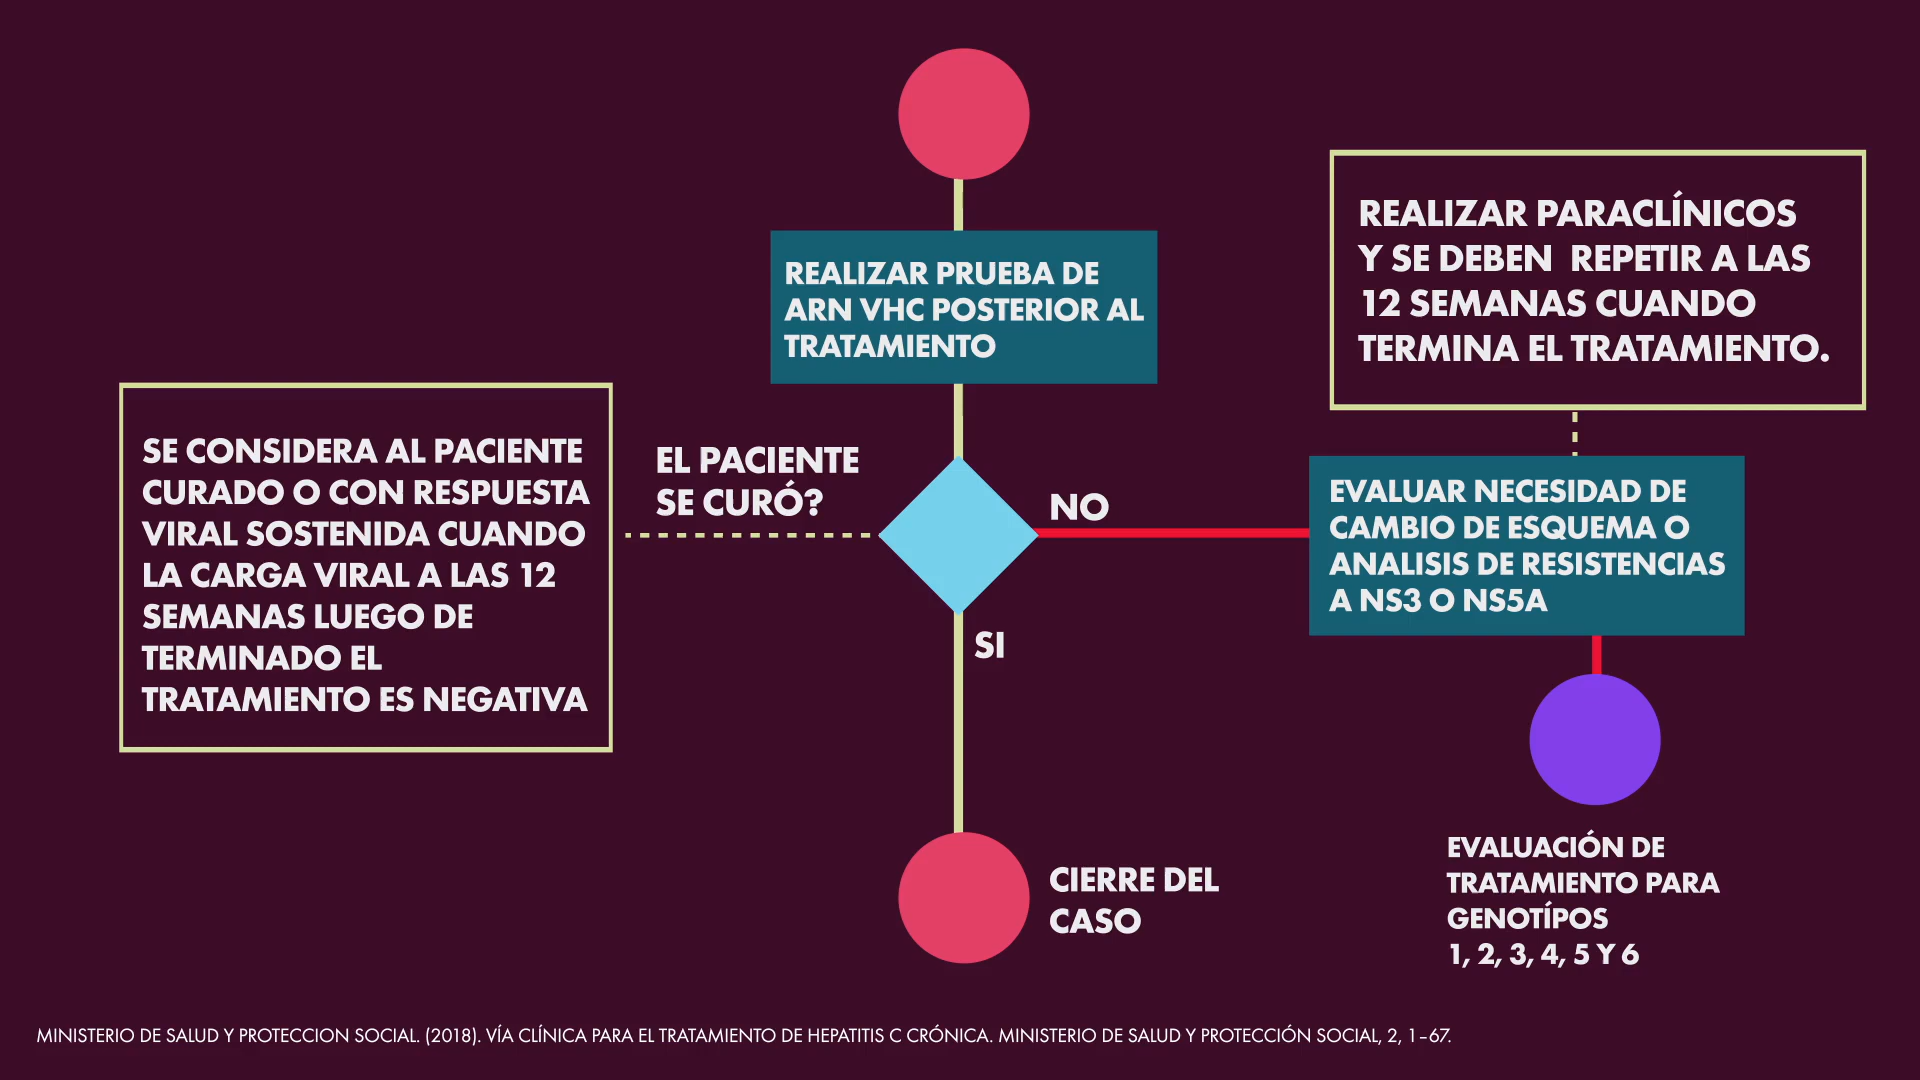 REALIZAR PRUEBA DE
ARN VHC POSTERIOR AL
TRATAMIENTO
REALIZAR PARACLÍNICOS
Y SE DEBEN REPETIR A LAS
12 SEMANAS CUANDO
TERMINA EL TRATAMIENTO.
SE CONSIDERA AL PACIENTE
CURADO O CON RESPUESTA
VIRAL SOSTENIDA CUANDO
LA CARGA VIRAL A LAS 12
SEMANAS LUEGO DE
TERMINADO EL
TRATAMIENTO ES NEGATIVA
EL PACIENTE
SE CURÓ?
NO
SI
EVALUAR NECESIDAD DE
CAMBIO DE ESQUEMA O
ANALISIS DE RESISTENCIAS
A NS3 O NS5A
CIERRE DEL
CASO
EVALUACIÓN DE
TRATAMIENTO PARA
GENOTÍPOS
1, 2, 3, 4, 5 Y 6
MINISTERIO DE SALUD Y PROTECCION SOCIAL. (2018). VÍA CLÍNICA PARA EL TRATAMIENTO DE HEPATITIS C CRÓNICA. MINISTERIO DE SALUD Y PROTECCIÓN SOCIAL, 2, 1–67.